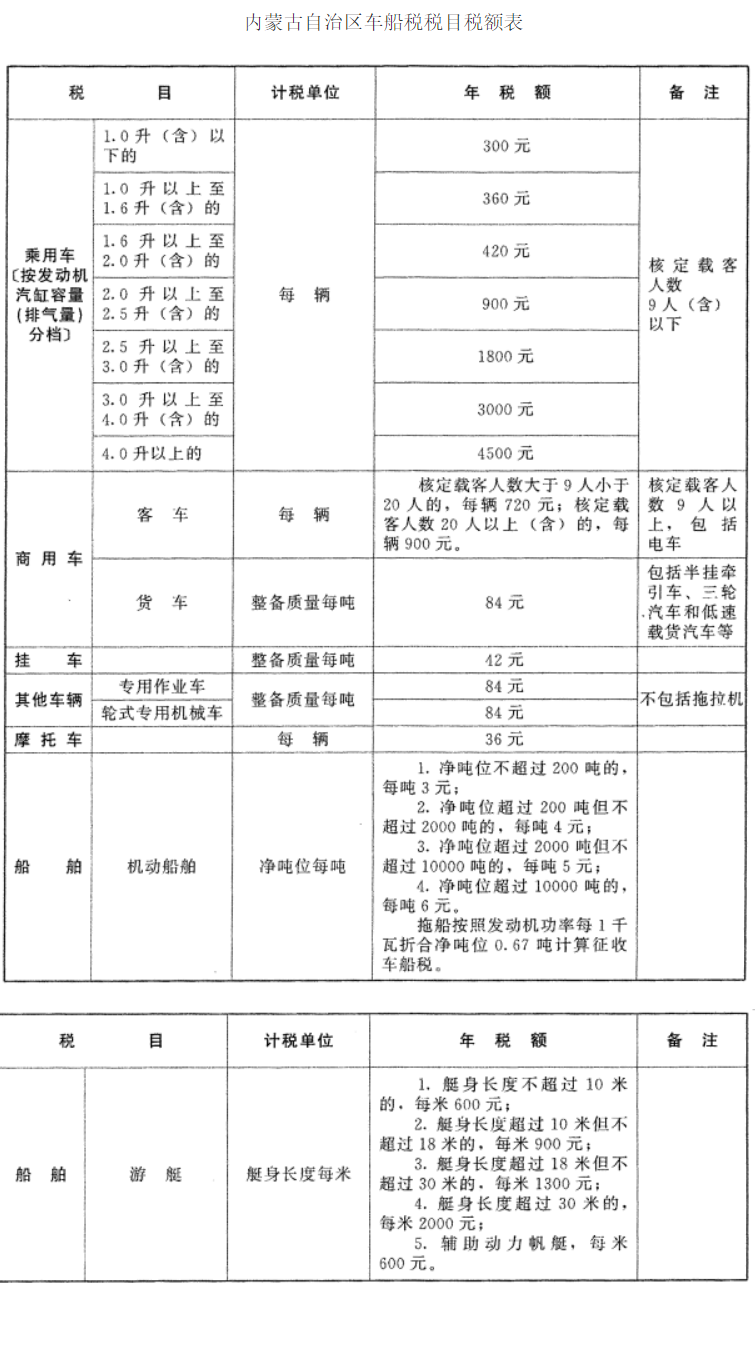 内蒙古自治区车船税税目税额表
税 目 计税单位 年 税 额 备 注
乘用车
〔按发动机
汽缸容量
(排气量)
分档〕
1.0升（含）以
下的
1.0 升以上至
1.6升（含）的
1.6 升以上至
2.0升（含）的
2.0 升以上至
2.5升（含）的
2.5 升以上至
3.0升（含）的
3.0 升以上至
4.0升（含）的
4.0升以上的
每 辆
300元
360元
420元
900元
1800元
3000元
4500元
核定载客
人数
9人（含）
以下
商用车
客 车
每 辆
核定载客人数大于9人小于
20人的，每辆720元；核定载
客人数20人以上（含）的，每
辆900元。
核定载客人
数9人以
上，包括
电车
货 车
整备质量每吨
84元
包括半挂牵
引车、三轮
汽车和低速
载货汽车等
挂 车 整备质量每吨 42元
其他车辆
专用作业车
轮式专用机械车
整备质量每吨
84元
84元
不包括拖拉机
摩托车 每 辆 36元
船 舶
机动船舶
净吨位每吨
1. 净吨位不超过200吨的，
每吨3元；
2. 净吨位超过200吨但不
超过2000吨的，每吨4元；
3. 净吨位超过2000吨但不
超过10000吨的，每吨5元；
4. 净吨位超过10000吨的，
每吨6元。
拖船按照发动机功率每1千
瓦折合净吨位0.67吨计算征收
车船税。
税 目 计税单位 年 税 额 备 注
船 舶
游 艇
艇身长度每米
1. 艇身长度不超过10米
的，每米600元；
2. 艇身长度超过10米但不
超过18米的，每米900元；
3. 艇身长度超过18米但不
超过30米的，每米1300元；
4. 艇身长度超过30米的，
每米2000元；
5. 辅助动力帆艇，每米
600元。